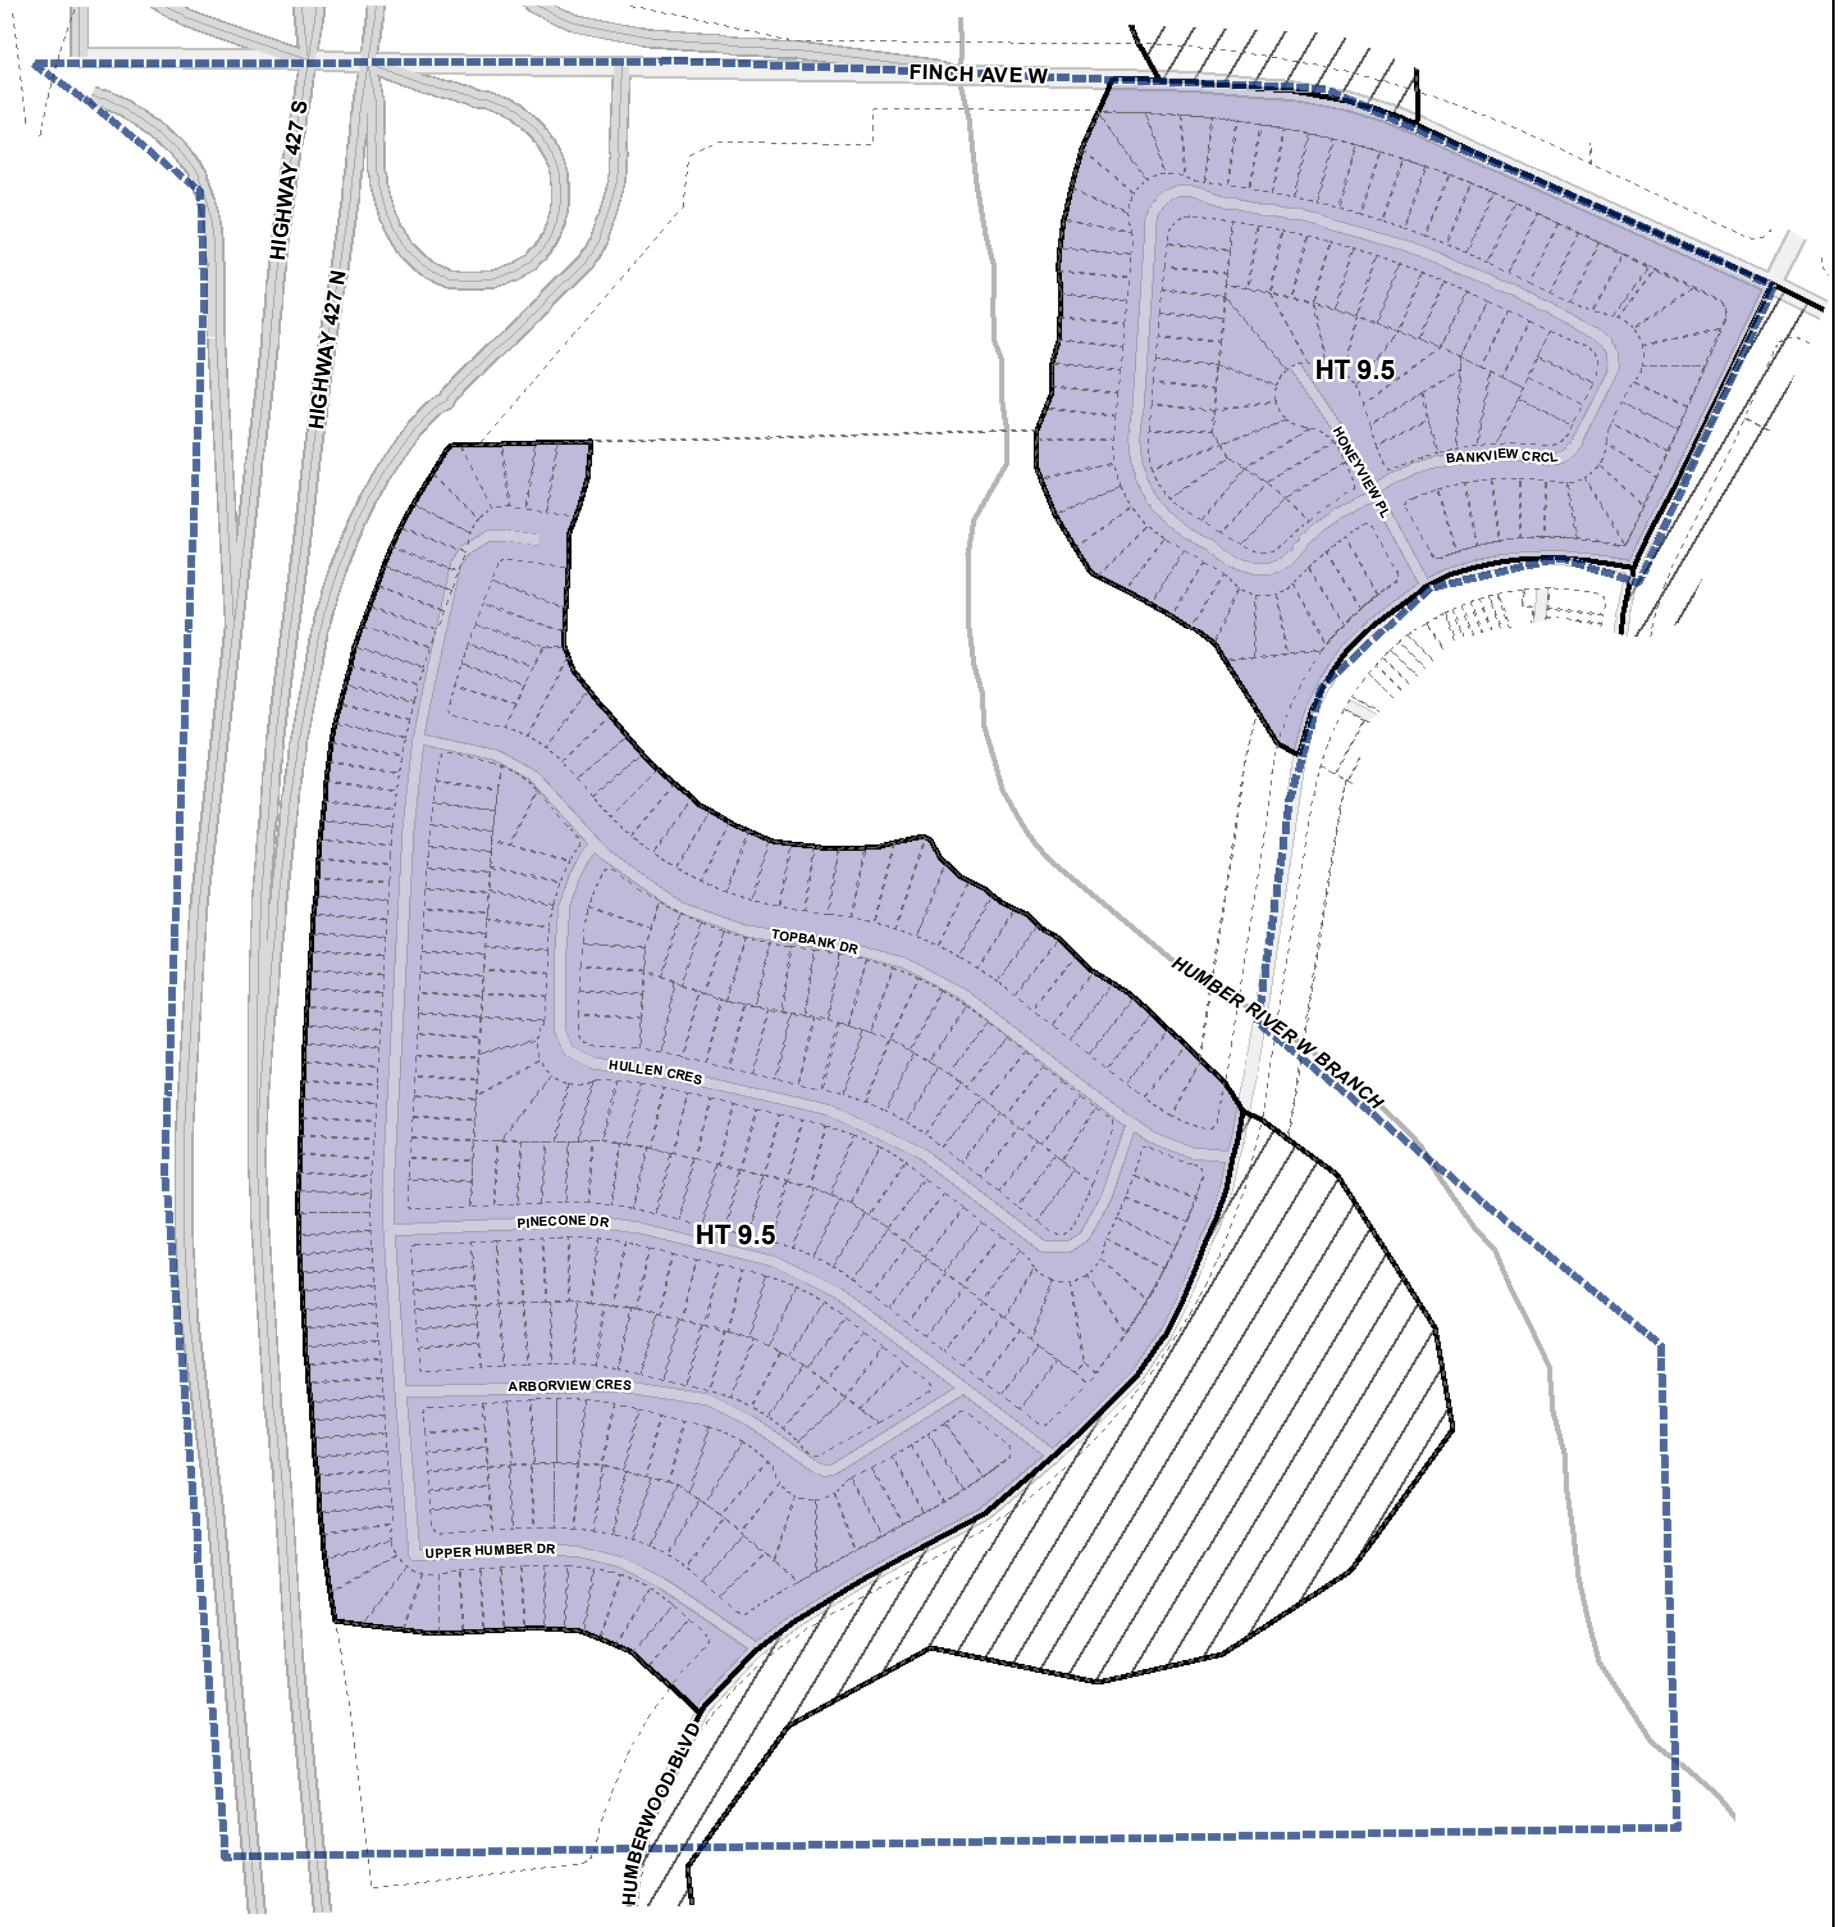 FINCH AVE W
HIGHWAY 427 S
HIGHWAY 427 N
HT 9.5
HONEYVIEW PL
BANKVIEW CRCL
TOPBANK DR
HUMBER RIVER W BRANCH
HULLEN CRES
PINECONE DR
HT 9.5
ARBORVIEW CRES
UPPER HUMBER DR
HUMBERWOOD BLVD